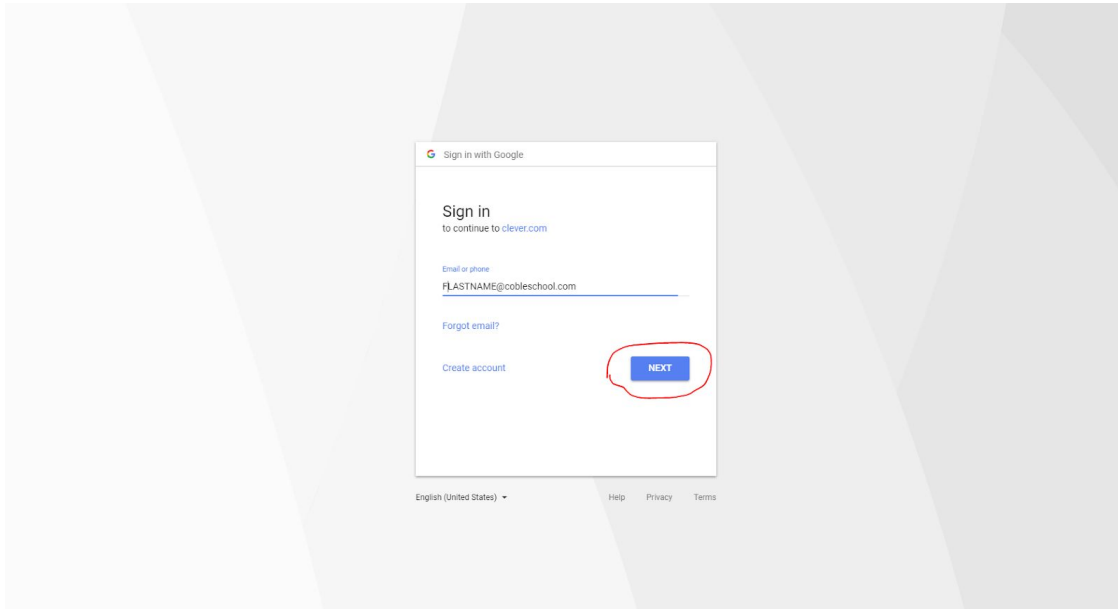 Sign in with Google
Sign in
to continue to clever.com
Email or phone
FLASTNAME@cobleschool.com
Forgot email?
Create account
NEXT
English (United States)
Help Privacy Terms